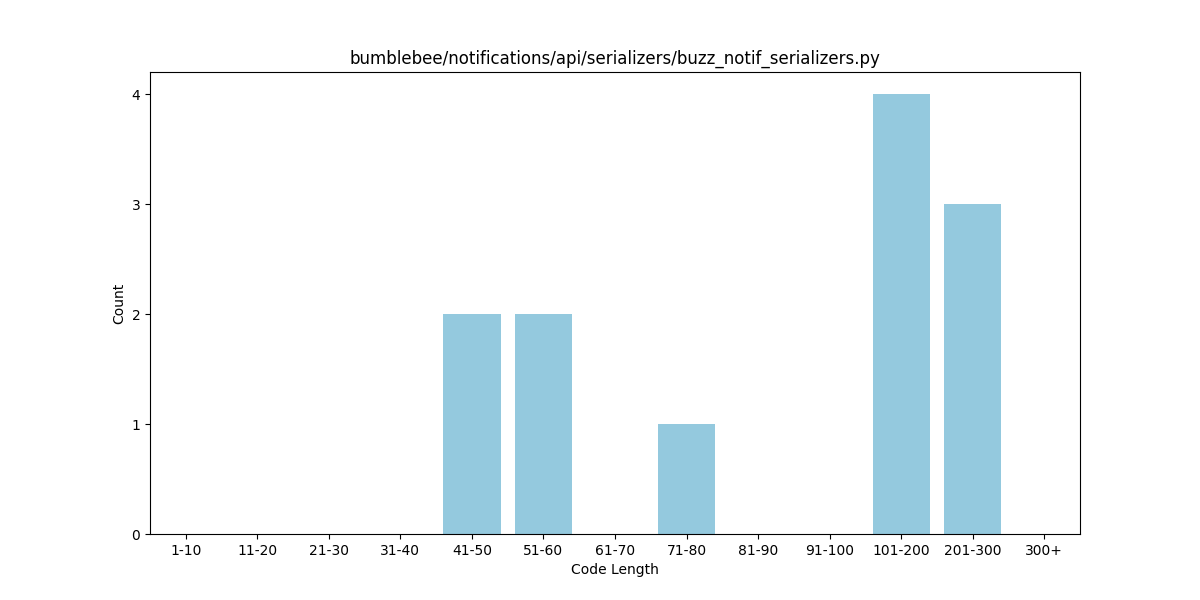 bumblebee/notifications/api/serializers/buzz_notif_serializers.py
Count
4
3
2
1
0
1-10 11-20 21-30 31-40 41-50 51-60 61-70 71-80 81-90 91-100 101-200 201-300 300+
Code Length